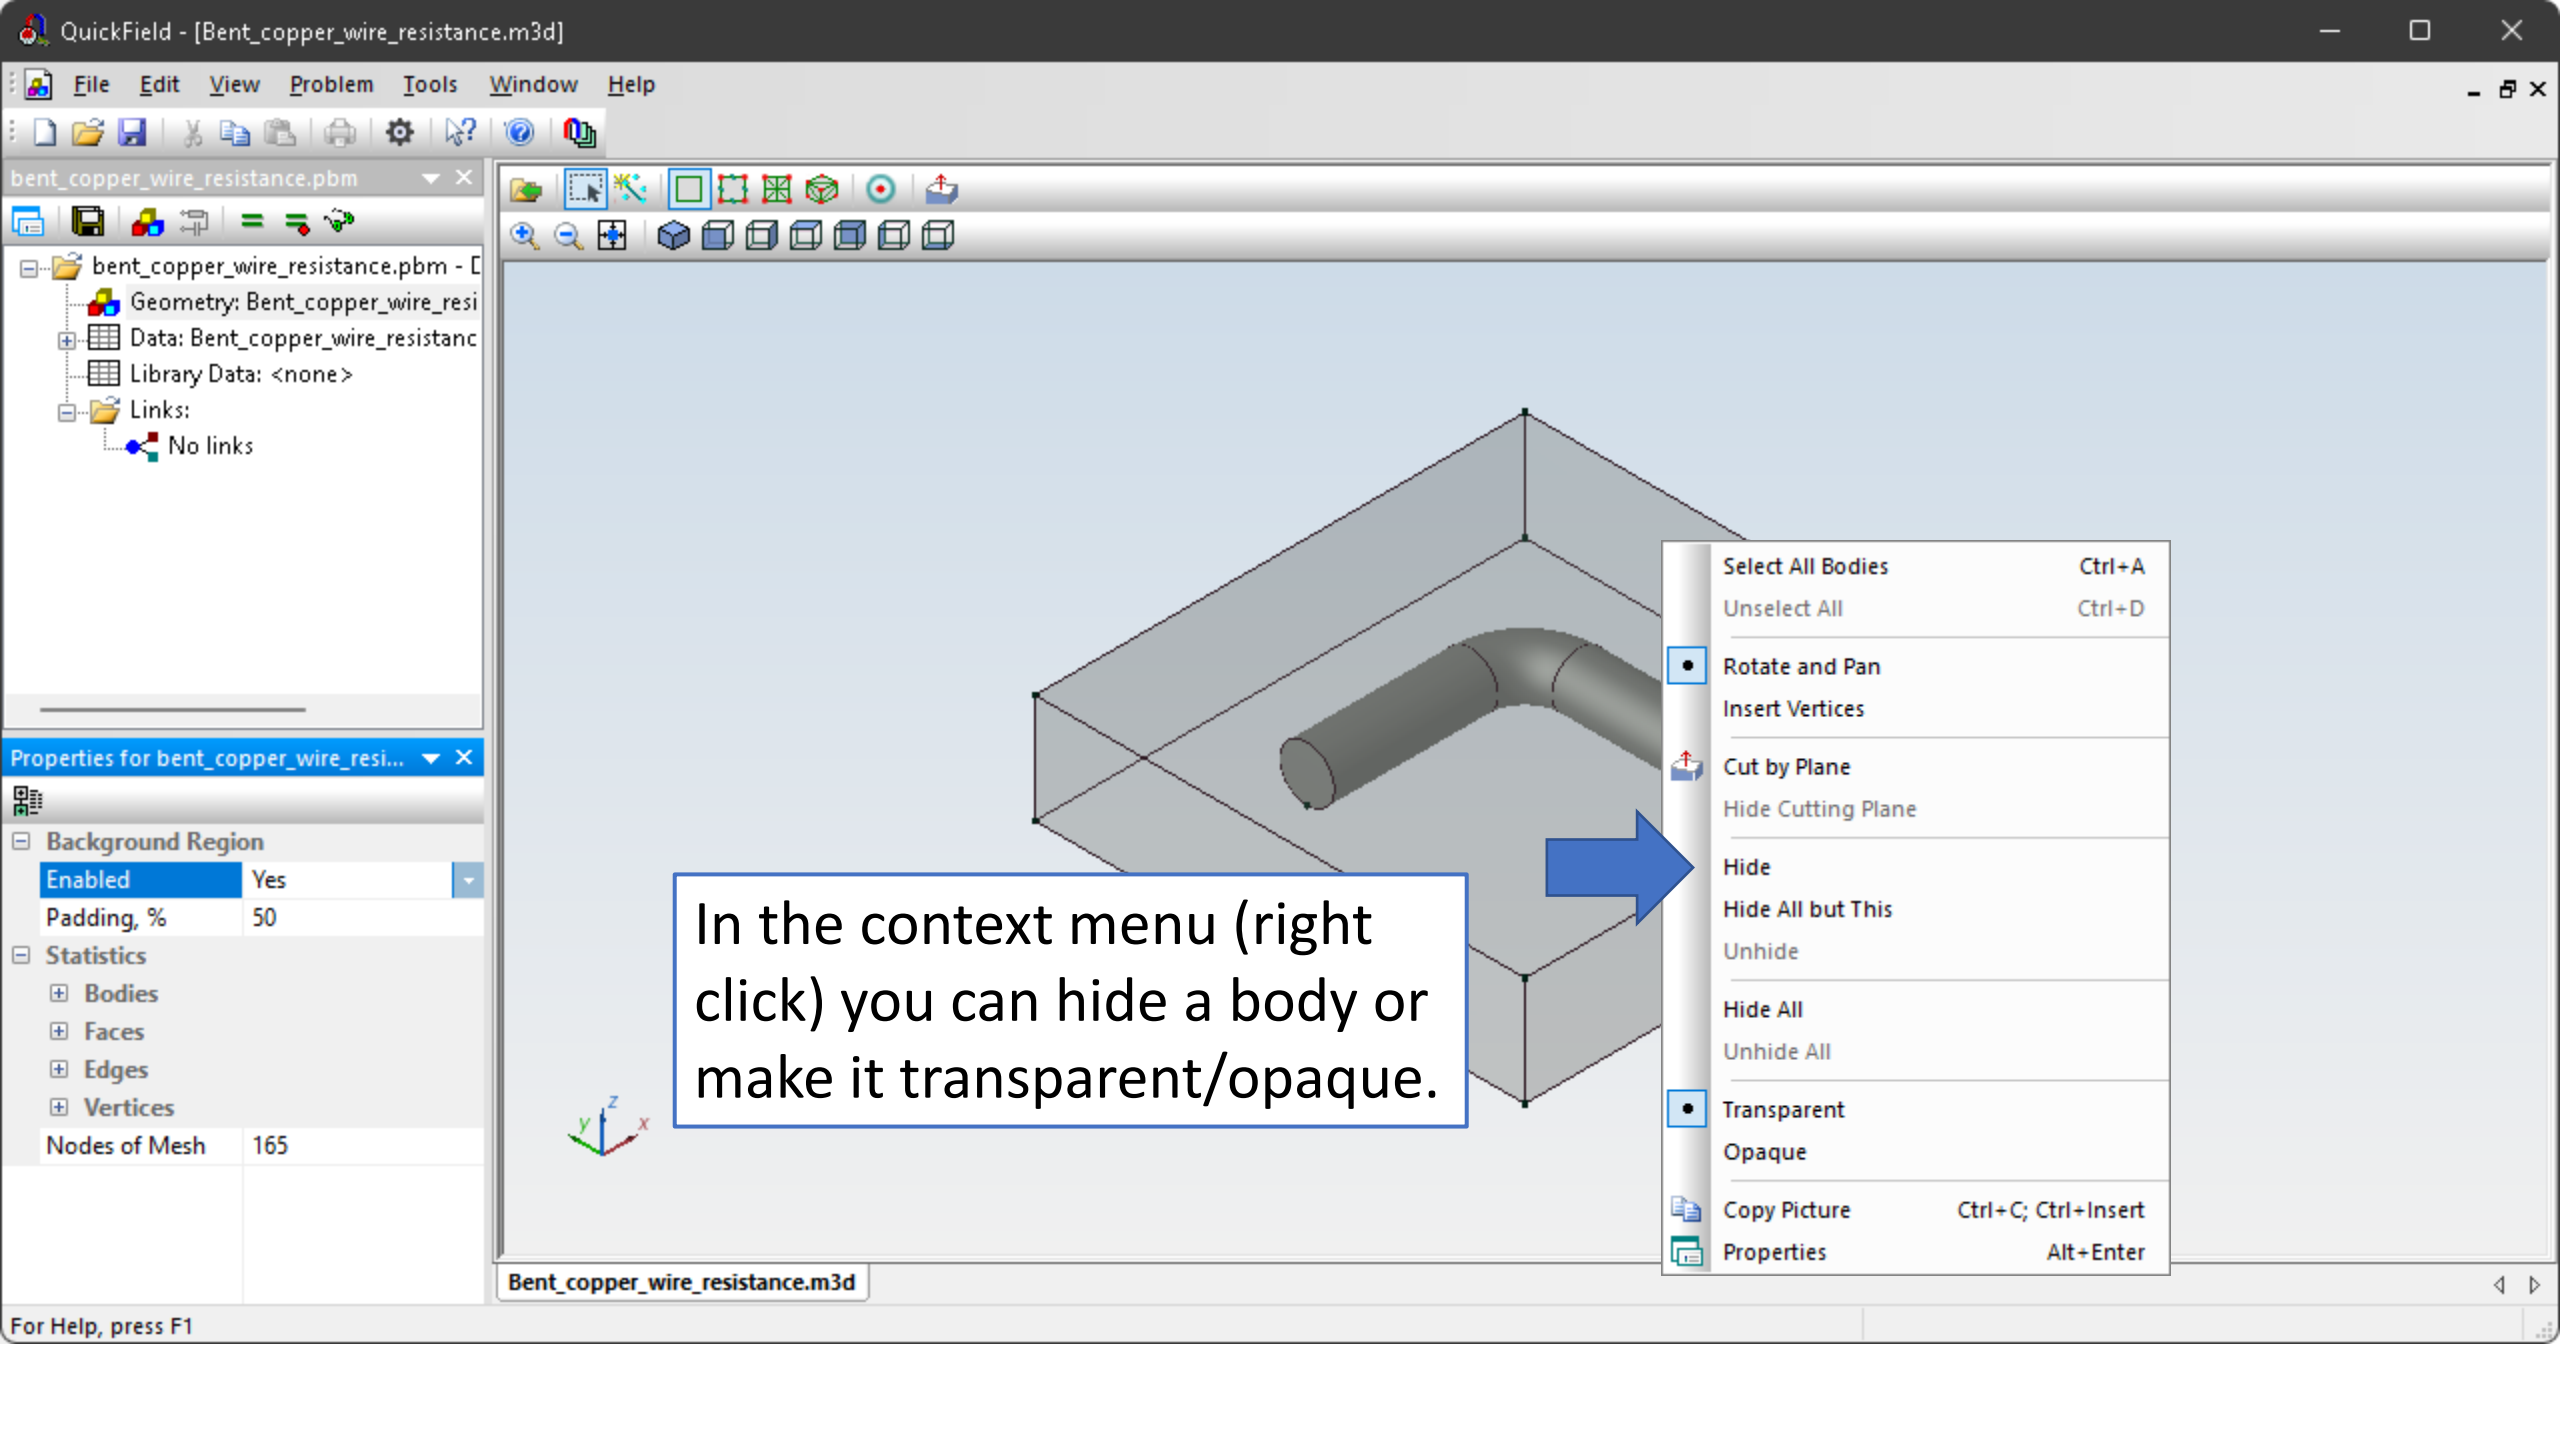 QuickField - [Bent_copper_wire_resistance.m3d]
File Edit View Problem Tools Window Help
bent_copper_wire_resistance.pbm
bent_copper_wire_resistance.pbm - D
Geometry: Bent_copper_wire_resi
Data: Bent_copper_wire_resistanc
Library Data: <none>
Links:
No links
Properties for bent_copper_wire_resi...
Background Region
Enabled Yes
Padding, % 50
Statistics
Bodies
Faces
Edges
Vertices
Nodes of Mesh 165
z
y
x
In the context menu (right
click) you can hide a body or
make it transparent/opaque.
Select All Bodies Ctrl+A
Unselect All Ctrl+D
Rotate and Pan
Insert Vertices
Cut by Plane
Hide Cutting Plane
Hide
Hide All but This
Unhide
Hide All
Unhide All
Transparent
Opaque
Copy Picture Ctrl+C; Ctrl+Insert
Properties Alt+Enter
Bent_copper_wire_resistance.m3d
For Help, press F1